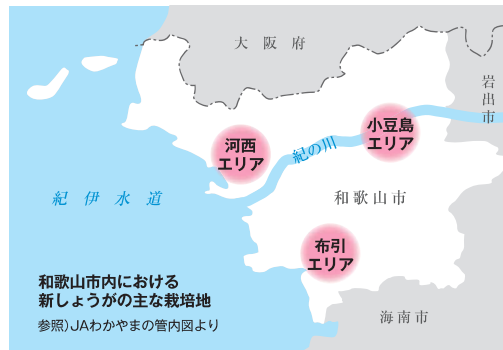 大阪府
岩出市
小豆島
エリア
河西
エリア
紀の川
紀伊水道
和歌山市
布引
エリア
和歌山市内における
新しょうがの主な栽培地
参照)JAわかやまの管内図より
海南市